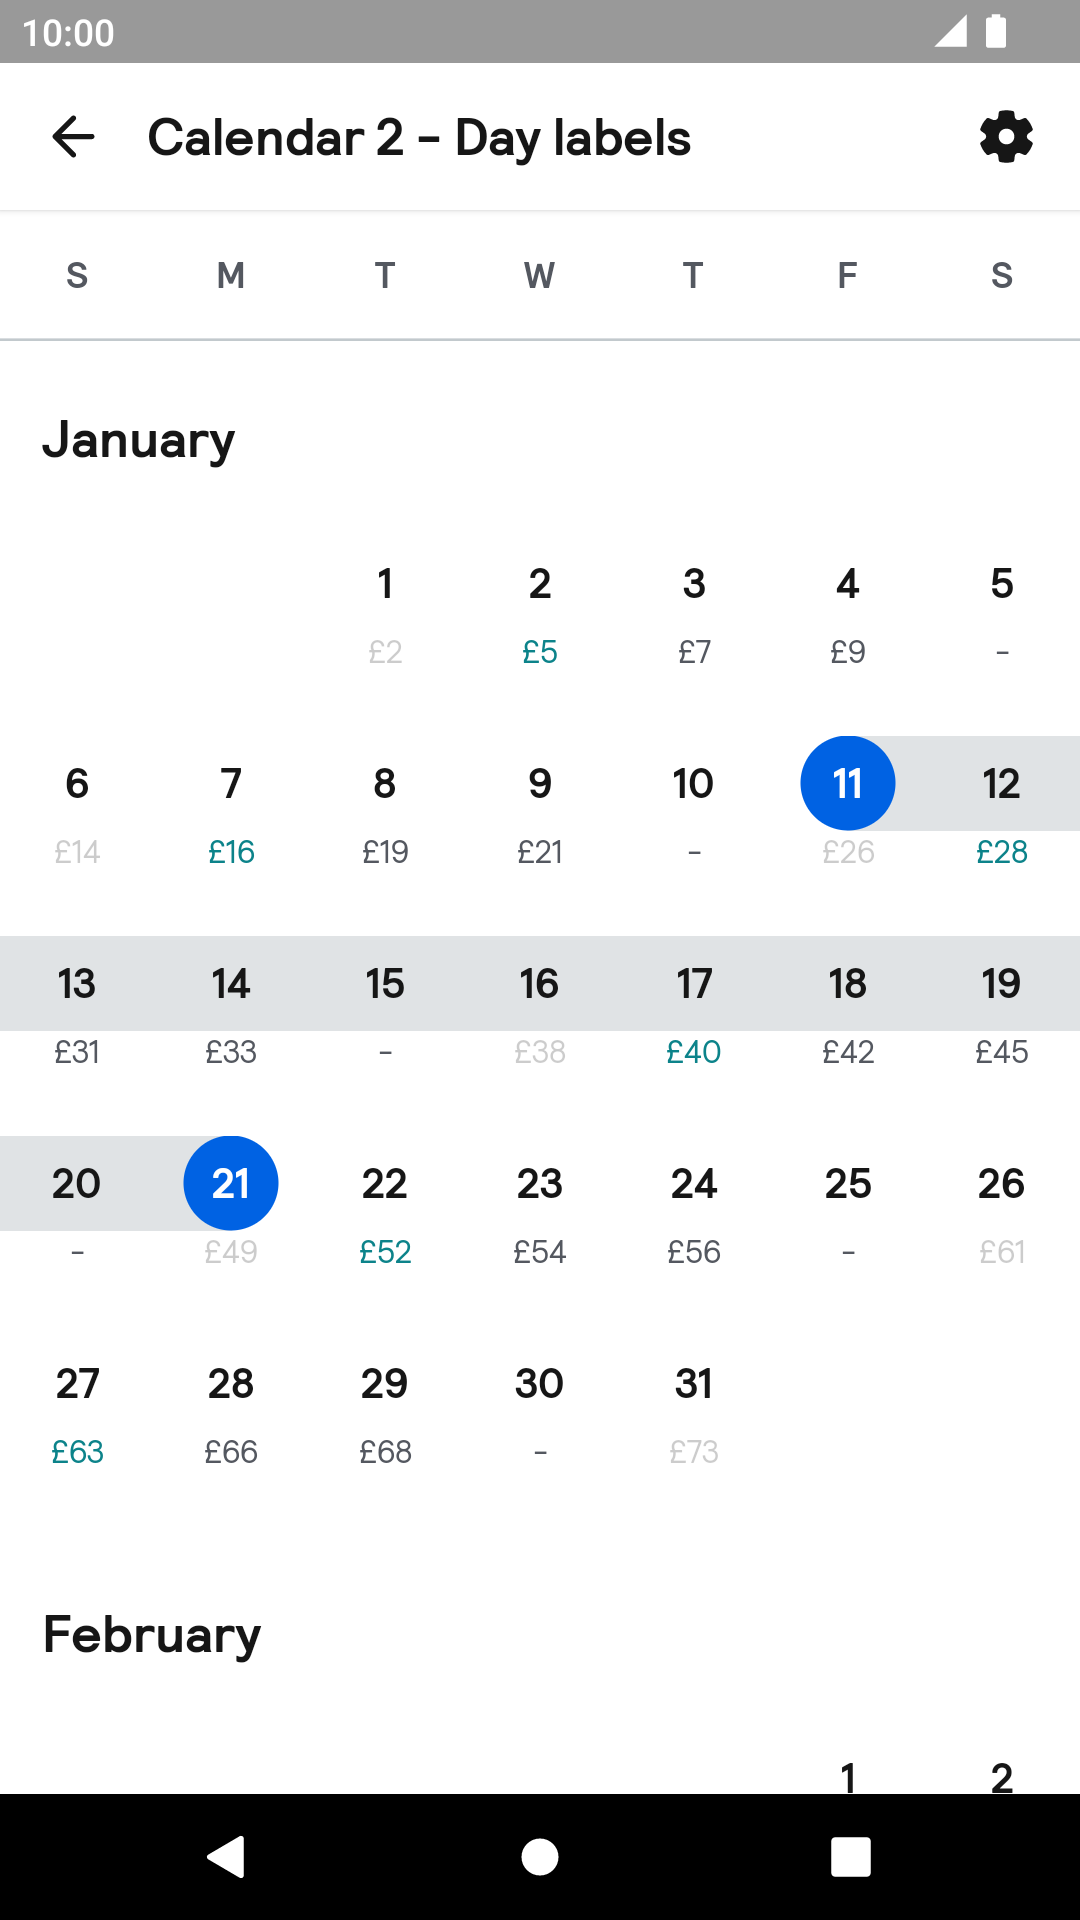 10:00
Calendar 2 – Day labels
S M T W T F S
January
1 2 3 4 5
£2 £5 £7 £9 -
6 7 8 9 10 11 12
£14 £16 £19 £21 - £26 £28
13 14 15 16 17 18 19
£31 £33 - £38 £40 £42 £45
20 21 22 23 24 25 26
- £49 £52 £54 £56 - £61
27 28 29 30 31
£63 £66 £68 - £73
February
1 2